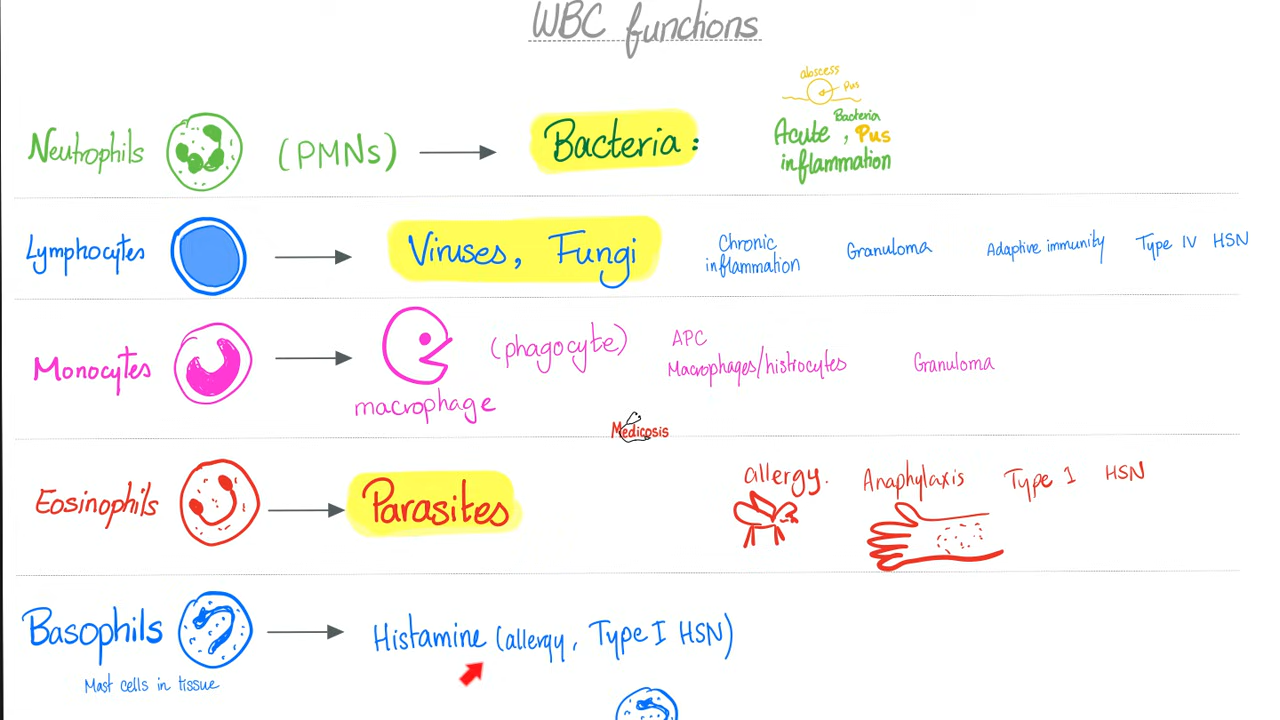 WBC functions
abscess
Pus
Neutrophils (PMNs) Bacteria:
Bacteria
Acute, Pus
inflammation
Lymphocytes Viruses, Fungi
Chronic
inflammation
Granuloma
Adaptive immunity
Type IV HSN
Monocytes
macrophage
(phagocyte)
APC
Macrophages/histiocytes
Granuloma
Medicosis
Eosinophils Parasites
allergy. Anaphylaxis Type I HSN
Basophils Histamine (allergy, Type I HSN)
Mast cells in tissue